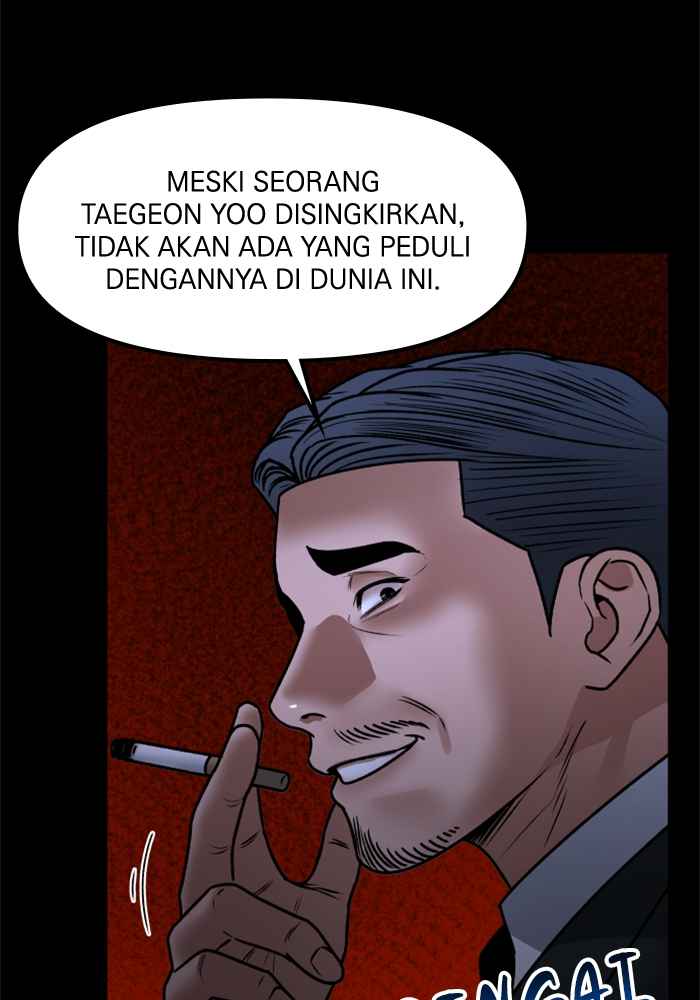 MESKI SEORANG
TAEGEON YOO DISINGKIRKAN,
TIDAK AKAN ADA YANG PEDULI
DENGANNYA DI DUNIA INI.